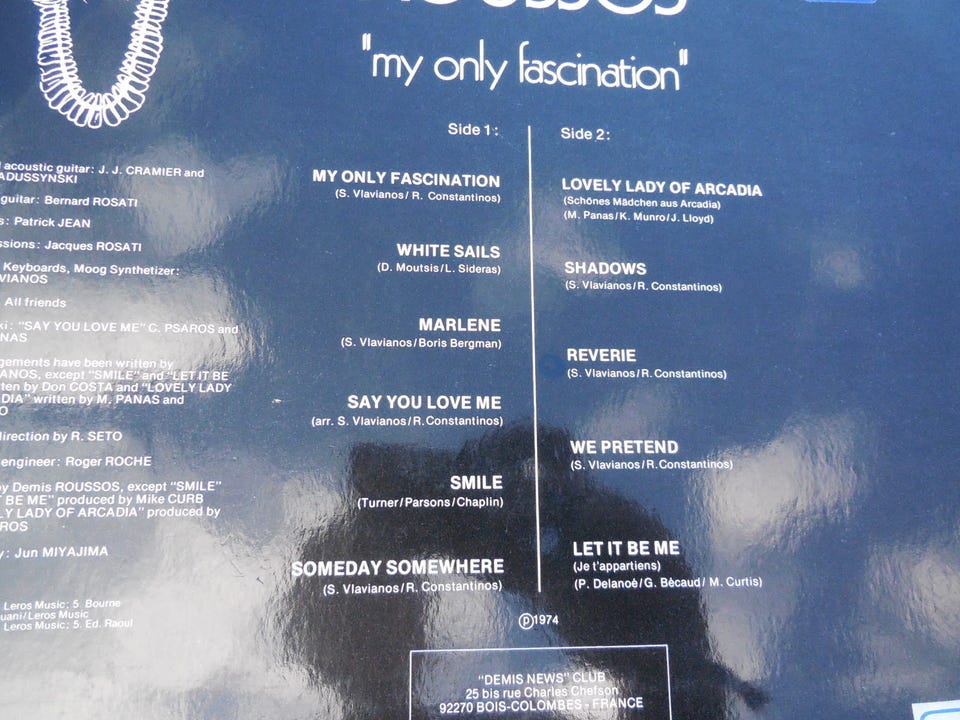 ROUSSOS
"my only fascination"
acoustic guitar: J. J. CRAMIER and
ADUSSYNSKI
guitar: Bernard ROSATI
s: Patrick JEAN
ssions: Jacques ROSATI
Keyboards, Moog Synthetizer:
VIANOS
All friends
ki: "SAY YOU LOVE ME" C. PSAROS and
NAS
gements have been written by
IANOS, except "SMILE" and "LET IT BE
ten by Don COSTA and "LOVELY LADY
DIA" written by M. PANAS and
O
direction by R. SETO
engineer: Roger ROCHE
by Demis ROUSSOS, except "SMILE"
T BE ME" produced by Mike CURB
LY LADY OF ARCADIA" produced by
ROS
y: Jun MIYAJIMA
Leros Music; 5 Bourne
uani/Leros Music
Leros Music; 5. Ed. Raoul
Side 1:
MY ONLY FASCINATION
(S. Vlavianos/R. Constantinos)
WHITE SAILS
(D. Moutsis/L. Sideras)
MARLENE
(S. Vlavianos/Boris Bergman)
SAY YOU LOVE ME
(arr. S. Vlavianos/R. Constantinos)
SMILE
(Turner/Parsons/Chaplin)
SOMEDAY SOMEWHERE
(S. Vlavianos/R. Constantinos)
Side 2:
LOVELY LADY OF ARCADIA
(Schönes Mädchen aus Arcadia)
(M. Panas/K. Munro/J. Lloyd)
SHADOWS
(S. Vlavianos/R. Constantinos)
REVERIE
(S. Vlavianos/R. Constantinos)
WE PRETEND
(S. Vlavianos/R. Constantinos)
LET IT BE ME
(Je t'appartiens)
(P. Delanoë/G. Bécaud/M. Curtis)
℗1974
"DEMIS NEWS" CLUB
25 bis rue Charles Chefson
92270 BOIS-COLOMBES - FRANCE